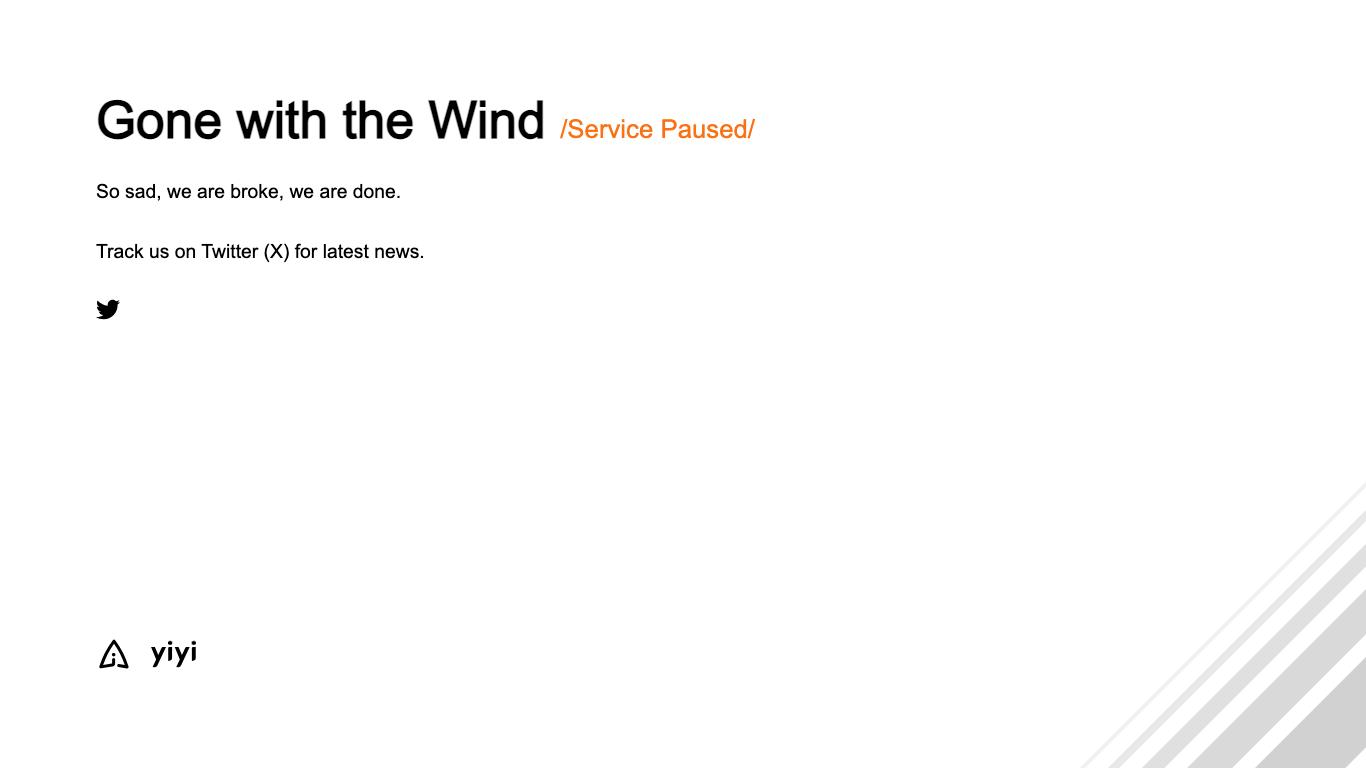 Gone with the Wind /Service Paused/
So sad, we are broke, we are done.
Track us on Twitter (X) for latest news.
yiyi